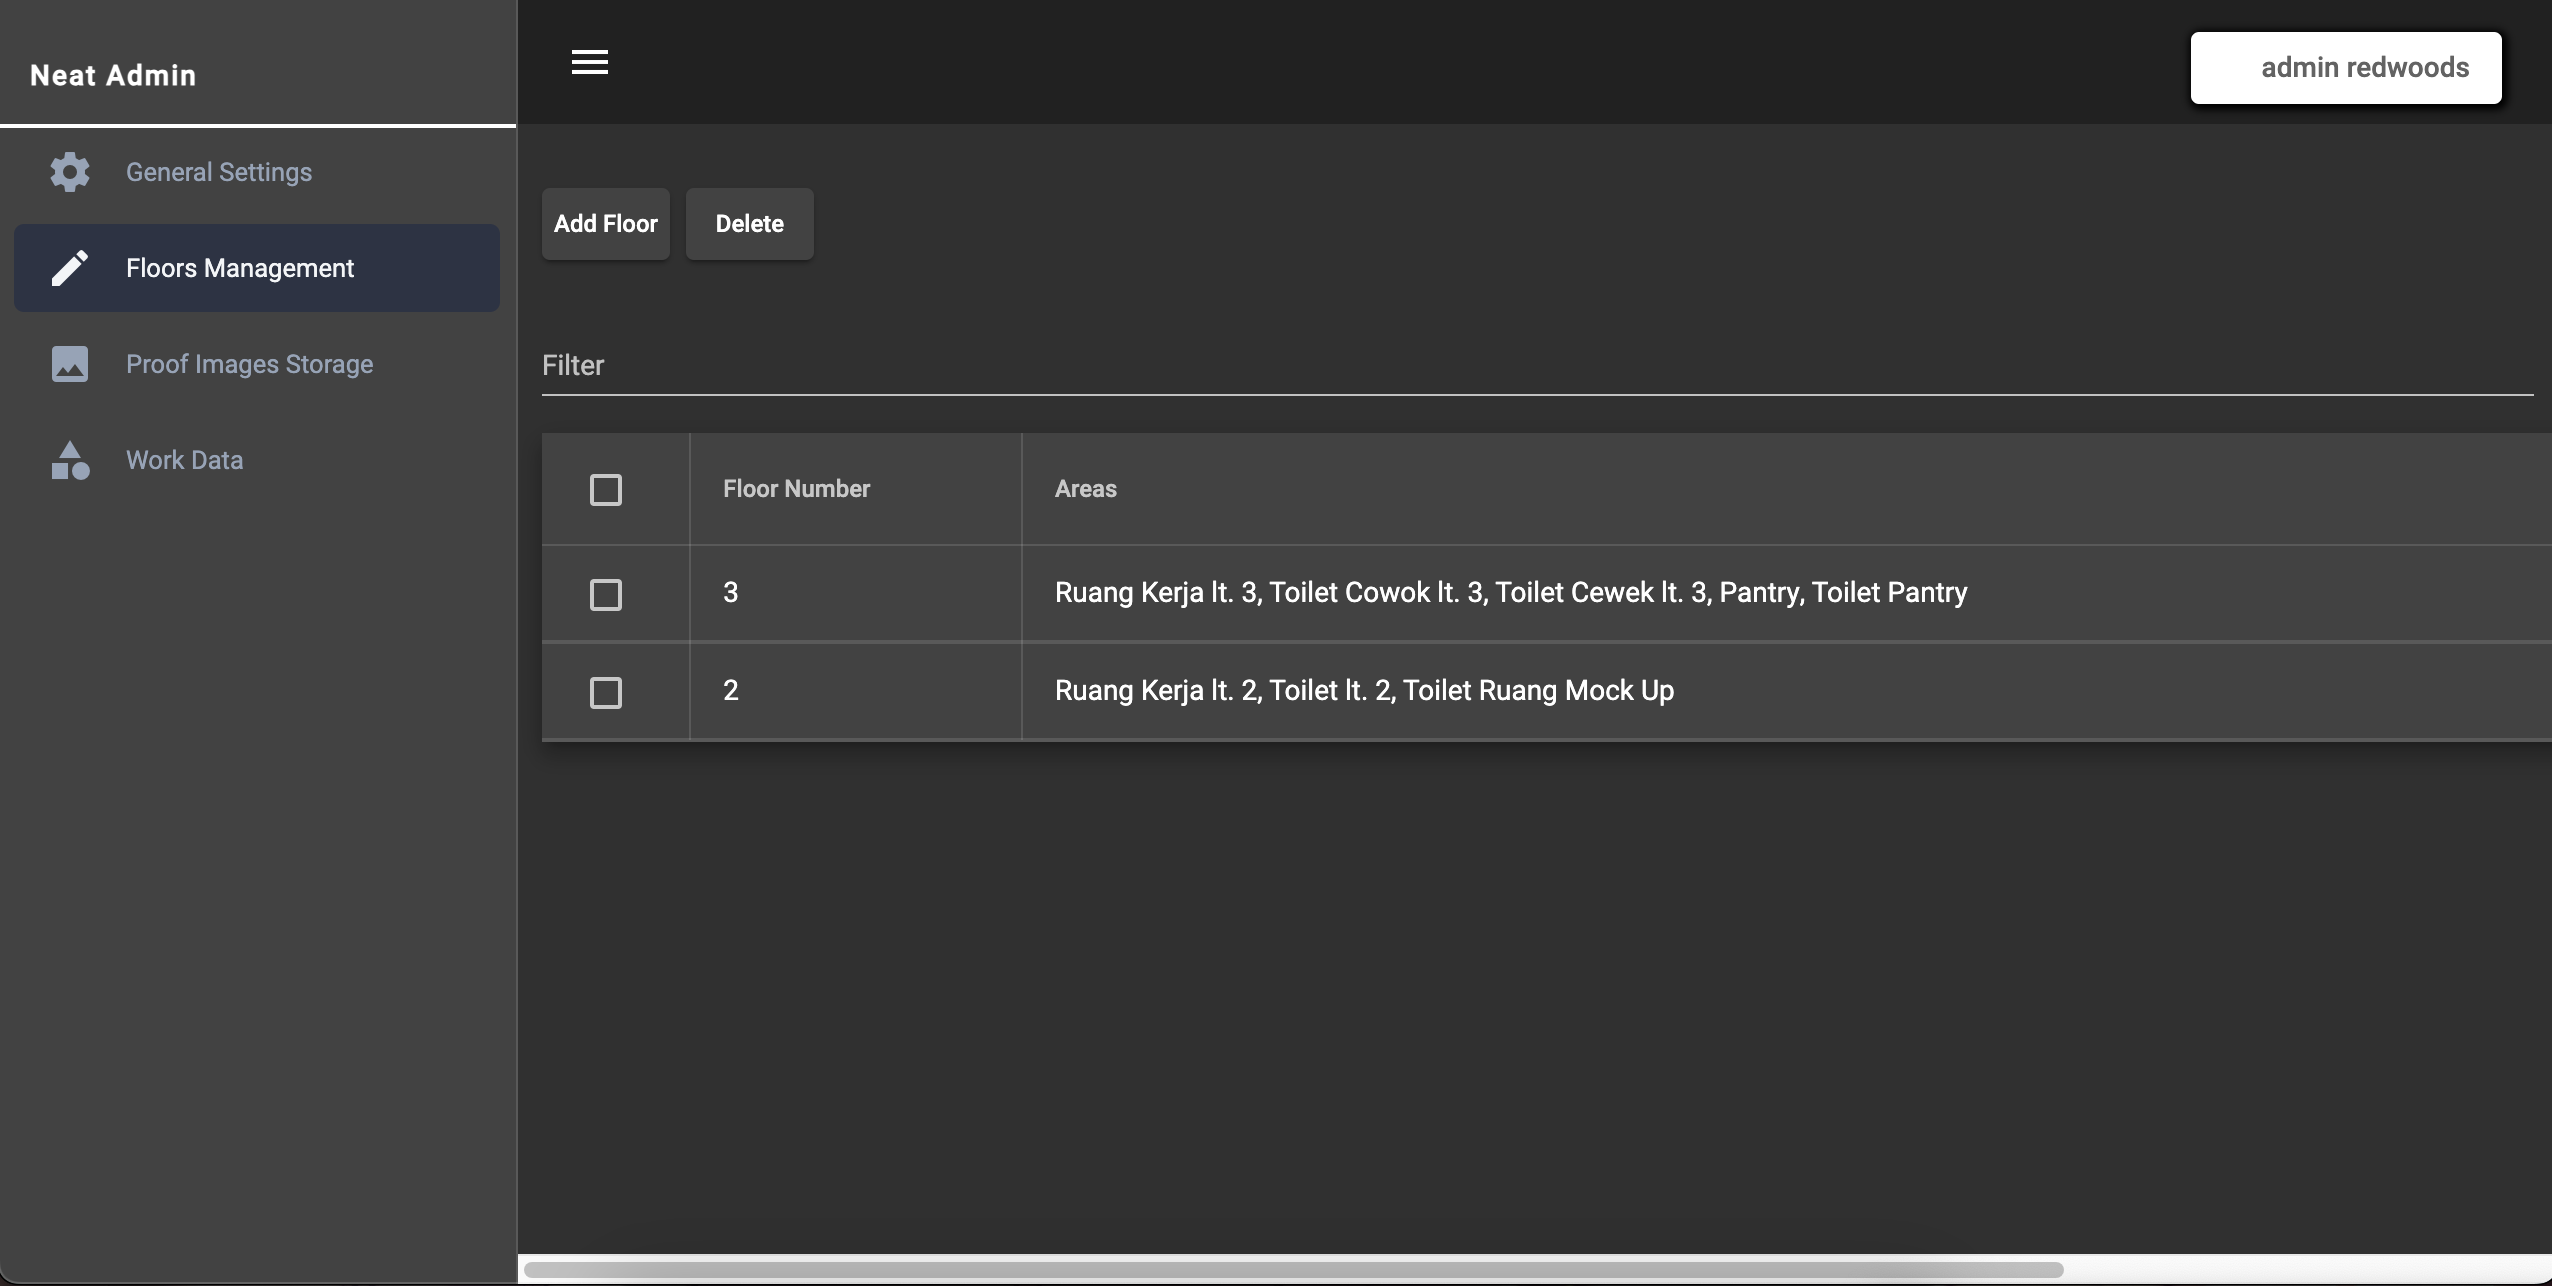 Neat Admin
admin redwoods
General Settings
Floors Management
Proof Images Storage
Work Data
Add Floor
Delete
Filter
Floor Number
Areas
3
Ruang Kerja lt. 3, Toilet Cowok lt. 3, Toilet Cewek lt. 3, Pantry, Toilet Pantry
2
Ruang Kerja lt. 2, Toilet lt. 2, Toilet Ruang Mock Up